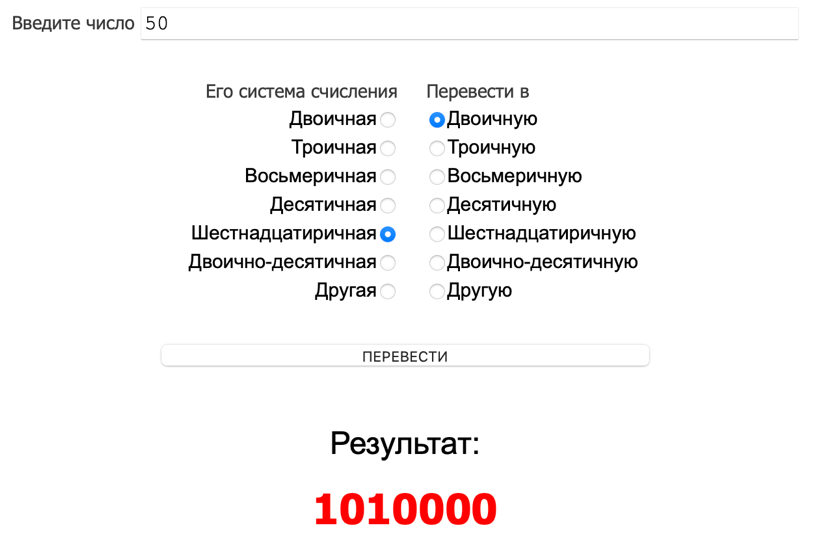 Введите число 50
Его система счисления Перевести в
Двоичная Двоичную
Троичная Троичную
Восьмеричная Восьмеричную
Десятичная Десятичную
Шестнадцатиричная Шестнадцатиричную
Двоично-десятичная Двоично-десятичную
Другая Другую
ПЕРЕВЕСТИ
Результат:
1010000